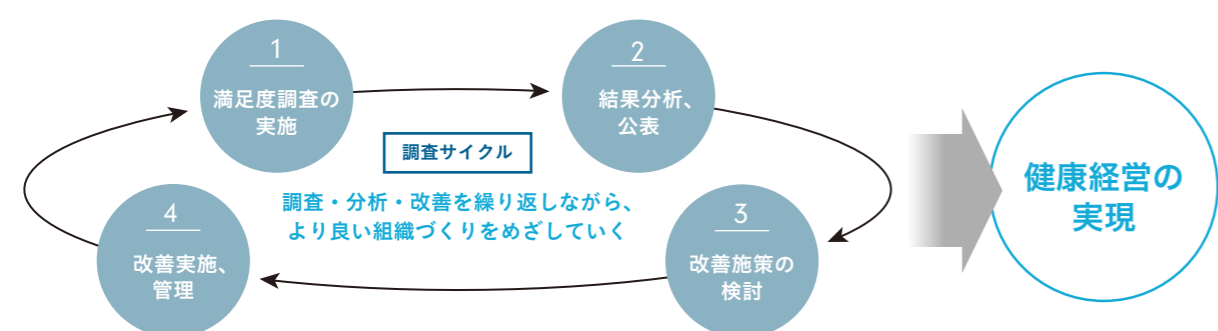 1
満足度調査の
実施
2
結果分析、
公表
調査サイクル
調査・分析・改善を繰り返しながら、
より良い組織づくりをめざしていく
3
改善施策の
検討
4
改善実施、
管理
健康経営の
実現